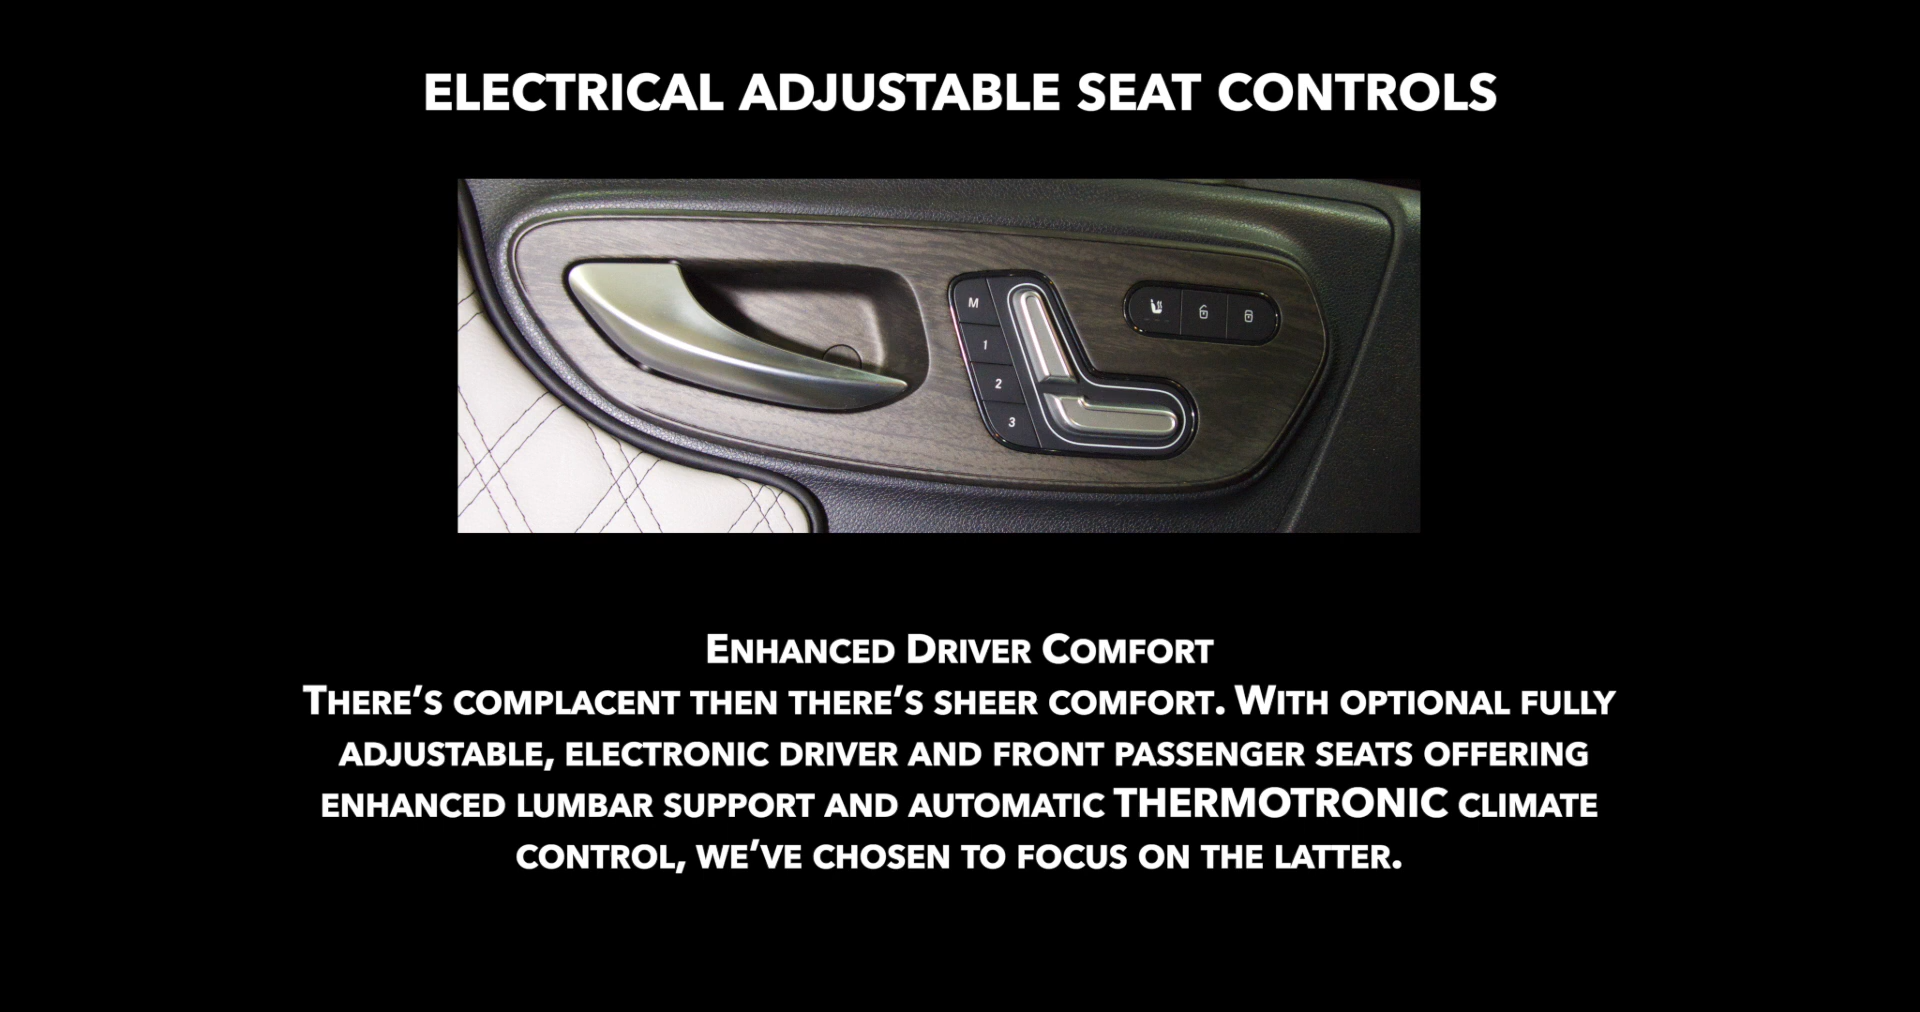 ELECTRICAL ADJUSTABLE SEAT CONTROLS
M
1
2
3
Enhanced Driver Comfort
There's complacent then there's sheer comfort. With optional fully
adjustable, electronic driver and front passenger seats offering
enhanced lumbar support and automatic THERMOTRONIC climate
control, we've chosen to focus on the latter.